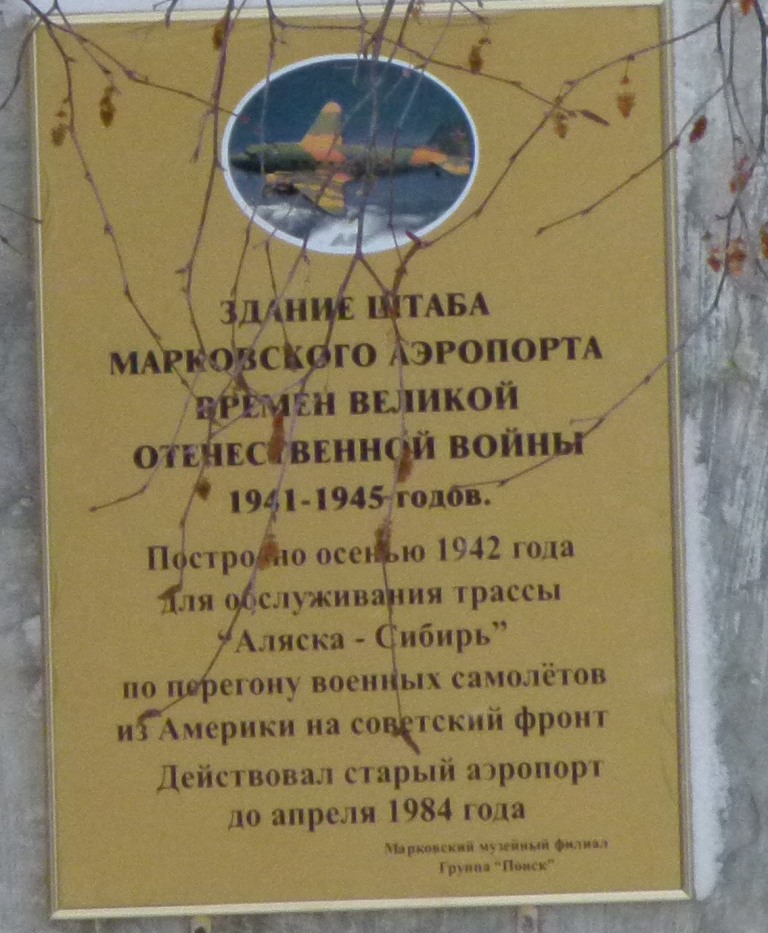 ЗДАНИЕ ШТАБА
МАРКОВСКОГО АЭРОПОРТА
ВРЕМЕН ВЕЛИКОЙ
ОТЕЧЕСТВЕННОЙ ВОЙНЫ
1941-1945 годов.
Построено осенью 1942 года
для обслуживания трассы
“Аляска - Сибирь”
по перегону военных самолётов
из Америки на советский фронт
Действовал старый аэропорт
до апреля 1984 года
Марковский музейный филиал
Группа “Поиск”